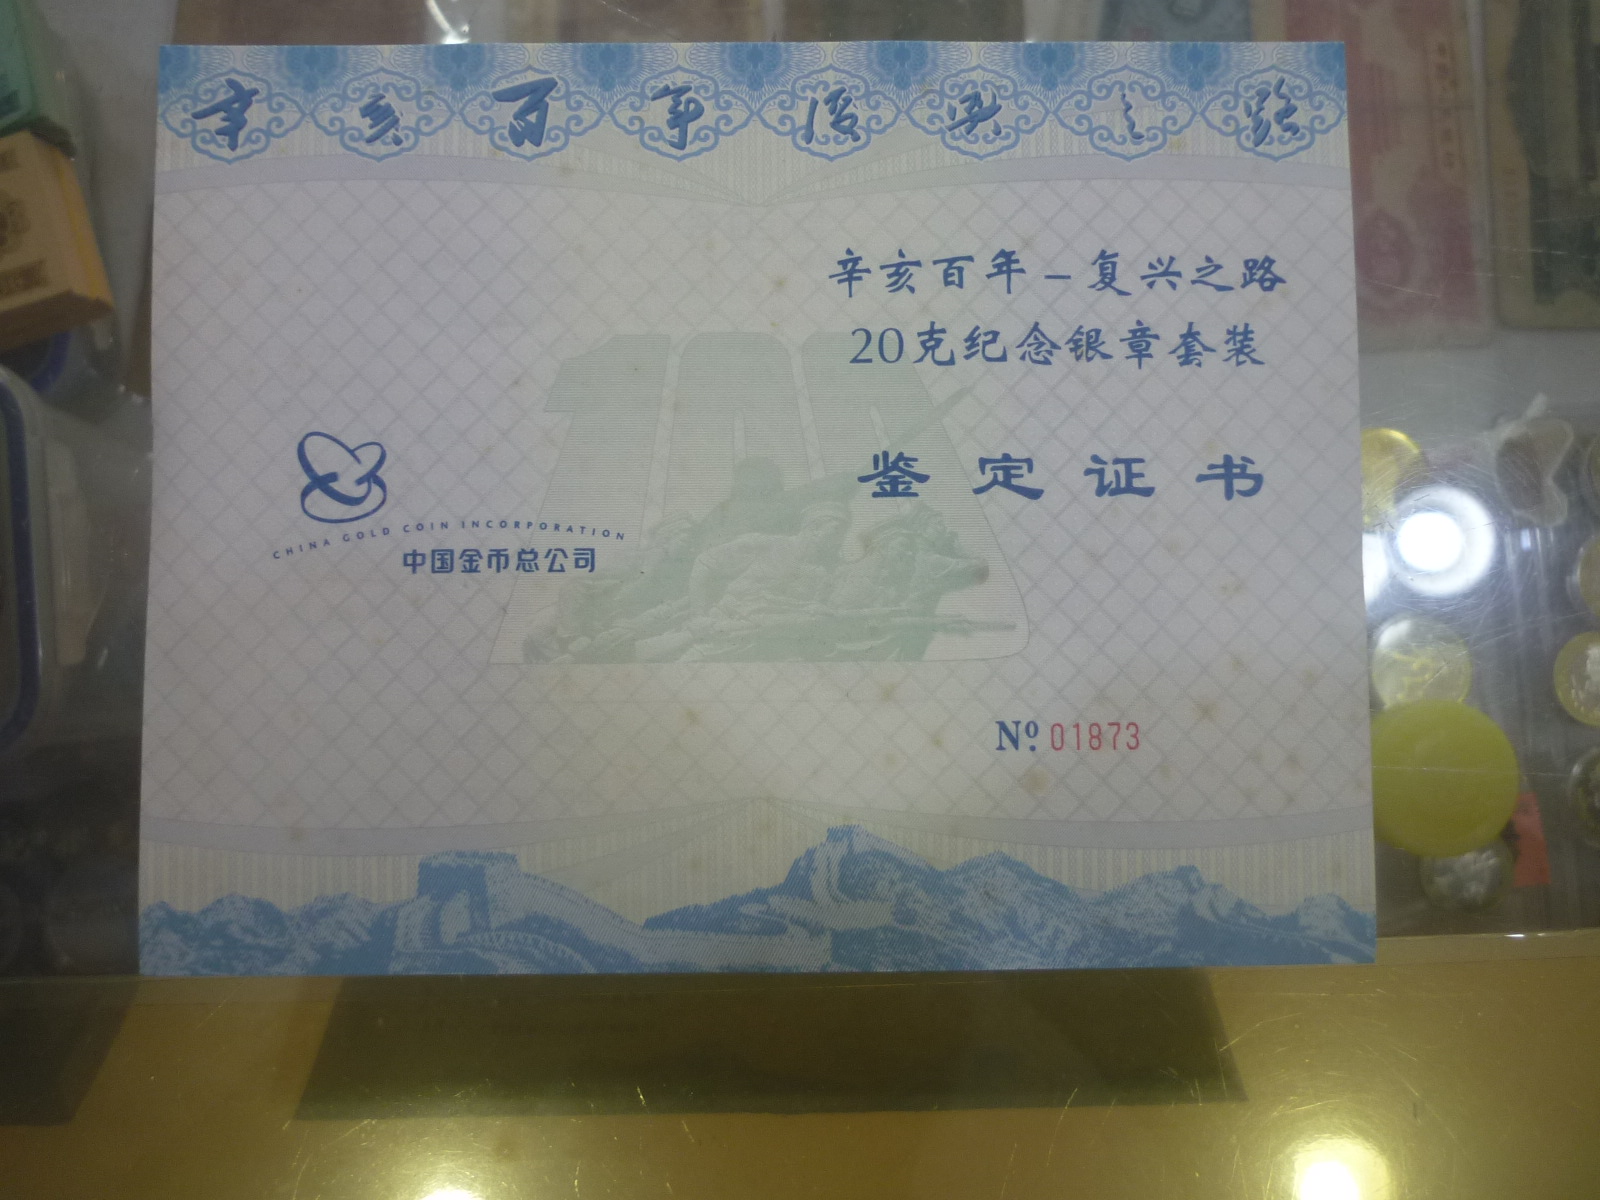 辛亥百年復興之路
辛亥百年–复兴之路
20克纪念银章套装
鉴定证书
CHINA GOLD COIN INCORPORATION
中国金币总公司
Nº 01873